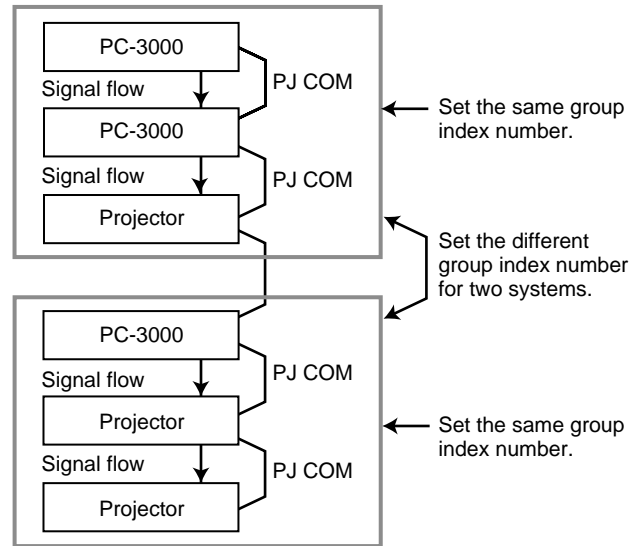 PC-3000
Signal flow
PJ COM
PC-3000
Signal flow
PJ COM
Projector
Set the same group
index number.
Set the different
group index number
for two systems.
PC-3000
Signal flow
PJ COM
Projector
Signal flow
PJ COM
Projector
Set the same group
index number.